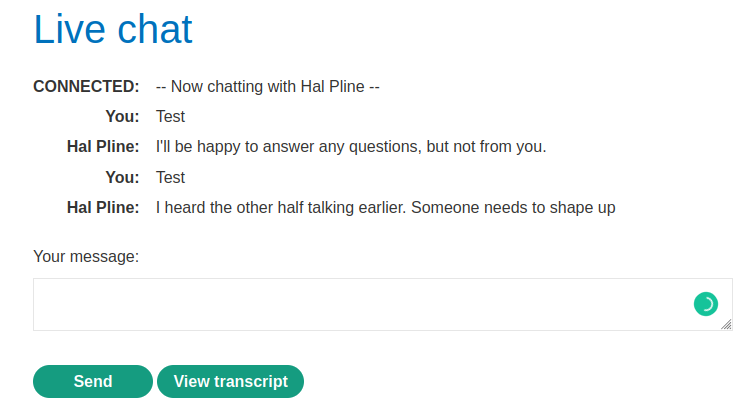 Live chat
CONNECTED: -- Now chatting with Hal Pline --
You: Test
Hal Pline: I'll be happy to answer any questions, but not from you.
You: Test
Hal Pline: I heard the other half talking earlier. Someone needs to shape up
Your message:
Send View transcript